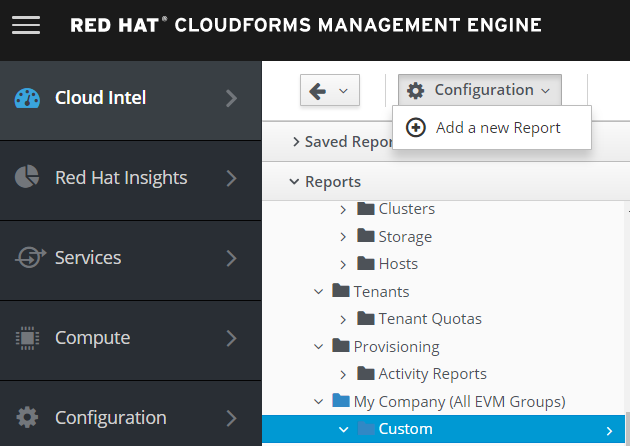 RED HAT® CLOUDFORMS MANAGEMENT ENGINE
Cloud Intel
Red Hat Insights
Services
Compute
Configuration
Configuration
Add a new Report
Saved Repor
Reports
Clusters
Storage
Hosts
Tenants
Tenant Quotas
Provisioning
Activity Reports
My Company (All EVM Groups)
Custom